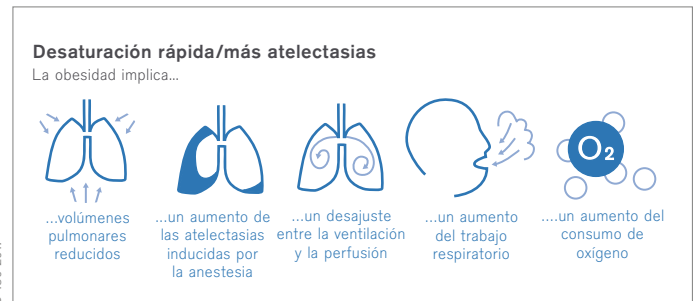 Desaturación rápida/más atelectasias
La obesidad implica...
O₂
...volúmenes
pulmonares
reducidos
...un aumento de
las atelectasias
inducidas por
la anestesia
...un desajuste
entre la ventilación
y la perfusión
...un aumento
del trabajo
respiratorio
....un aumento del
consumo de
oxígeno